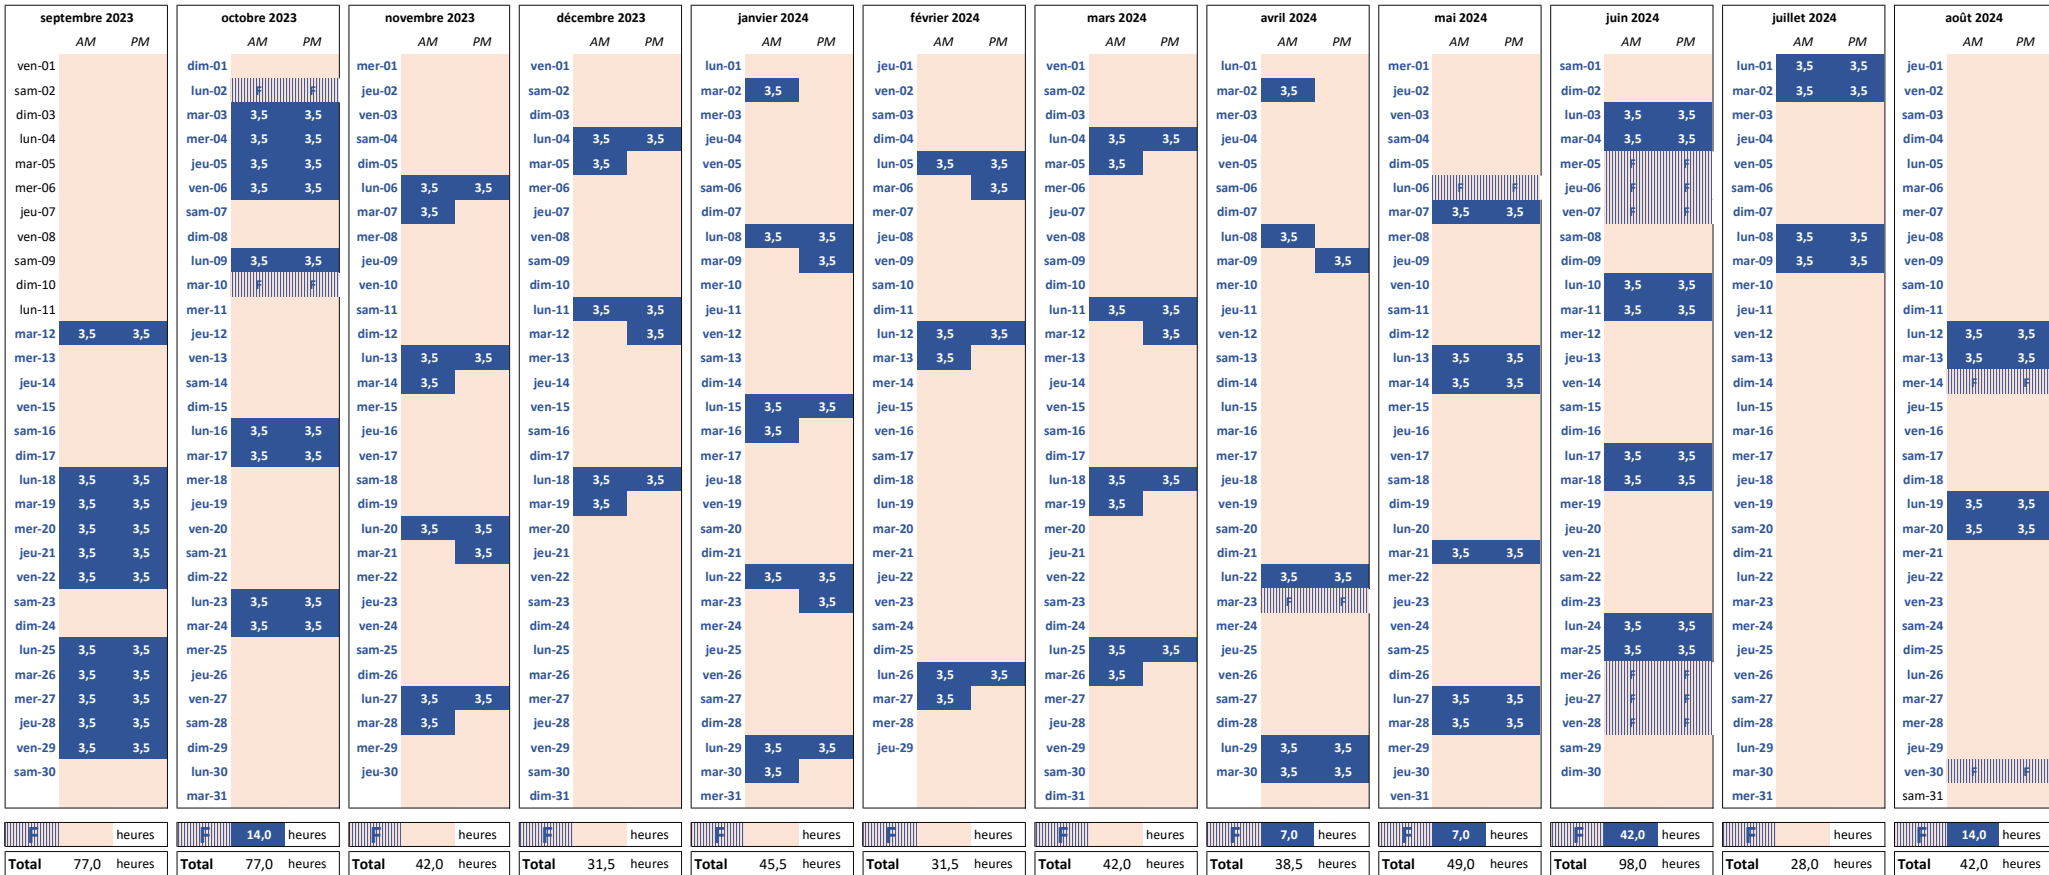 septembre 2023 octobre 2023 novembre 2023 décembre 2023 janvier 2024 février 2024 mars 2024 avril 2024 mai 2024 juin 2024 juillet 2024 août 2024
AM PM AM PM AM PM AM PM AM PM AM PM AM PM AM PM AM PM AM PM AM PM AM PM
ven-01 dim-01 mer-01 ven-01 lun-01 jeu-01 ven-01 lun-01 mer-01 sam-01 lun-01 3,5 3,5 jeu-01
sam-02 lun-02 F F jeu-02 sam-02 mar-02 3,5 ven-02 sam-02 mar-02 3,5 jeu-02 dim-02 mar-02 3,5 3,5 ven-02
dim-03 mar-03 3,5 3,5 ven-03 dim-03 mer-03 sam-03 dim-03 mer-03 ven-03 lun-03 3,5 3,5 mer-03 sam-03
lun-04 mer-04 3,5 3,5 sam-04 lun-04 3,5 3,5 jeu-04 dim-04 lun-04 3,5 3,5 jeu-04 sam-04 mar-04 3,5 3,5 jeu-04 dim-04
mar-05 jeu-05 3,5 3,5 dim-05 mar-05 3,5 ven-05 lun-05 3,5 3,5 mar-05 3,5 ven-05 dim-05 mer-05 F F ven-05 lun-05
mer-06 ven-06 3,5 3,5 lun-06 3,5 3,5 mer-06 sam-06 mar-06 3,5 mer-06 sam-06 lun-06 F F jeu-06 F F sam-06 mar-06
jeu-07 sam-07 mar-07 3,5 jeu-07 dim-07 mer-07 jeu-07 dim-07 mar-07 3,5 3,5 ven-07 F F dim-07 mer-07
ven-08 dim-08 mer-08 ven-08 lun-08 3,5 3,5 jeu-08 ven-08 lun-08 3,5 mer-08 sam-08 lun-08 3,5 3,5 jeu-08
sam-09 lun-09 3,5 3,5 jeu-09 sam-09 mar-09 3,5 ven-09 sam-09 mar-09 3,5 jeu-09 dim-09 mar-09 3,5 3,5 ven-09
dim-10 mar-10 F F ven-10 dim-10 mer-10 sam-10 dim-10 mer-10 ven-10 lun-10 3,5 3,5 mer-10 sam-10
lun-11 mer-11 sam-11 lun-11 3,5 3,5 jeu-11 dim-11 lun-11 3,5 3,5 jeu-11 sam-11 mar-11 3,5 3,5 jeu-11 dim-11
mar-12 3,5 3,5 jeu-12 dim-12 mar-12 3,5 ven-12 lun-12 3,5 3,5 mar-12 3,5 ven-12 dim-12 mer-12 ven-12 lun-12 3,5 3,5
mer-13 ven-13 lun-13 3,5 3,5 mer-13 sam-13 mar-13 3,5 mer-13 sam-13 lun-13 3,5 3,5 jeu-13 sam-13 mar-13 3,5 3,5
jeu-14 sam-14 mar-14 3,5 jeu-14 dim-14 mer-14 jeu-14 dim-14 mar-14 3,5 3,5 ven-14 dim-14 mer-14 F F
ven-15 dim-15 mer-15 ven-15 lun-15 3,5 3,5 jeu-15 ven-15 lun-15 mer-15 sam-15 lun-15 jeu-15
sam-16 lun-16 3,5 3,5 jeu-16 sam-16 mar-16 3,5 ven-16 sam-16 mar-16 jeu-16 dim-16 mar-16 ven-16
dim-17 mar-17 3,5 3,5 ven-17 dim-17 mer-17 sam-17 dim-17 mer-17 ven-17 lun-17 3,5 3,5 mer-17 sam-17
lun-18 3,5 3,5 mer-18 sam-18 lun-18 3,5 3,5 jeu-18 dim-18 lun-18 3,5 3,5 jeu-18 sam-18 mar-18 3,5 3,5 jeu-18 dim-18
mar-19 3,5 3,5 jeu-19 dim-19 mar-19 3,5 ven-19 lun-19 mar-19 3,5 ven-19 dim-19 mer-19 ven-19 lun-19 3,5 3,5
mer-20 3,5 3,5 ven-20 lun-20 3,5 3,5 mer-20 sam-20 mar-20 mer-20 sam-20 lun-20 jeu-20 sam-20 mar-20 3,5 3,5
jeu-21 3,5 3,5 sam-21 mar-21 3,5 jeu-21 dim-21 mer-21 jeu-21 dim-21 mar-21 3,5 3,5 ven-21 dim-21 mer-21
ven-22 3,5 3,5 dim-22 mer-22 ven-22 lun-22 3,5 3,5 jeu-22 ven-22 lun-22 3,5 3,5 mer-22 sam-22 lun-22 jeu-22
sam-23 lun-23 3,5 3,5 jeu-23 sam-23 mar-23 3,5 ven-23 sam-23 mar-23 F F jeu-23 dim-23 mar-23 ven-23
dim-24 mar-24 3,5 3,5 ven-24 dim-24 mer-24 sam-24 dim-24 mer-24 ven-24 lun-24 3,5 3,5 mer-24 sam-24
lun-25 3,5 3,5 mer-25 sam-25 lun-25 jeu-25 dim-25 lun-25 3,5 3,5 jeu-25 sam-25 mar-25 3,5 3,5 jeu-25 dim-25
mar-26 3,5 3,5 jeu-26 dim-26 mar-26 ven-26 lun-26 3,5 3,5 mar-26 3,5 ven-26 dim-26 mer-26 F F ven-26 lun-26
mer-27 3,5 3,5 ven-27 lun-27 3,5 3,5 mer-27 sam-27 mar-27 3,5 mer-27 sam-27 lun-27 3,5 3,5 jeu-27 F F sam-27 mar-27
jeu-28 3,5 3,5 sam-28 mar-28 3,5 jeu-28 dim-28 mer-28 jeu-28 dim-28 mar-28 3,5 3,5 ven-28 F F dim-28 mer-28
ven-29 3,5 3,5 dim-29 mer-29 ven-29 lun-29 3,5 3,5 jeu-29 ven-29 lun-29 3,5 3,5 mer-29 sam-29 lun-29 jeu-29
sam-30 lun-30 jeu-30 sam-30 mar-30 3,5 sam-30 mar-30 3,5 3,5 jeu-30 dim-30 mar-30 ven-30 F F
mar-31 dim-31 mer-31 dim-31 ven-31 mer-31 sam-31
F heures F 14,0 heures F heures F heures F heures F heures F heures F 7,0 heures F 7,0 heures F 42,0 heures F heures F 14,0 heures
Total 77,0 heures Total 77,0 heures Total 42,0 heures Total 31,5 heures Total 45,5 heures Total 31,5 heures Total 42,0 heures Total 38,5 heures Total 49,0 heures Total 98,0 heures Total 28,0 heures Total 42,0 heures